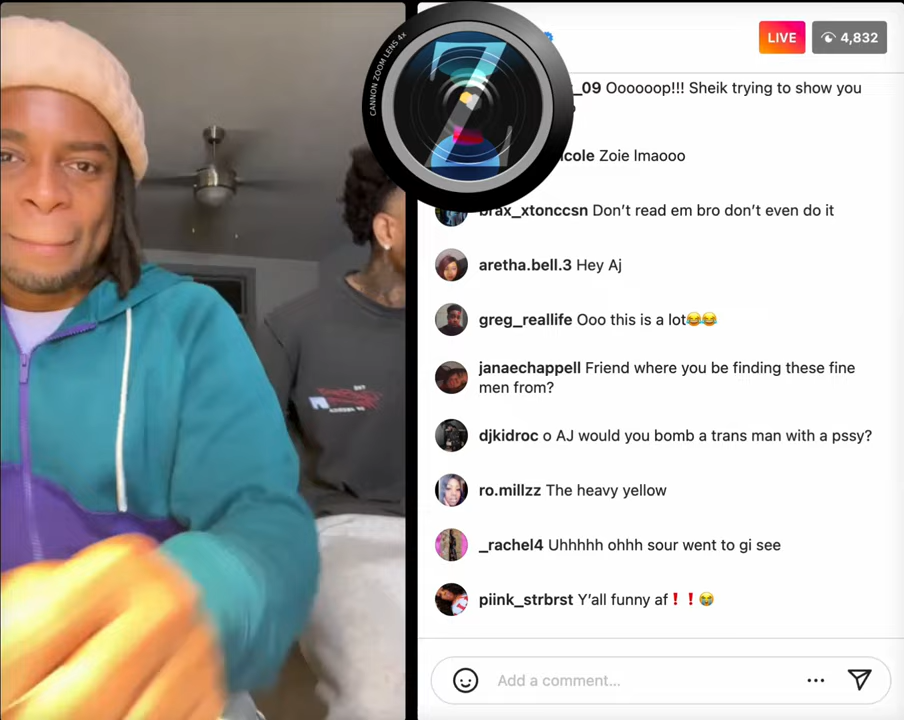 CANNON ZOOM LENS 4x
Z
LIVE
4,832
_09 Oooooop!!! Sheik trying to show you
icole Zoie lmaooo
brax_xtonccsn Don’t read em bro don’t even do it
aretha.bell.3 Hey Aj
greg_reallife Ooo this is a lot😂😂
janaechappell Friend where you be finding these fine
men from?
djkidroc o AJ would you bomb a trans man with a pssy?
ro.millzz The heavy yellow
_rachel4 Uhhhhh ohhh sour went to gi see
piink_strbrst Y’all funny af❗❗😭
Add a comment...